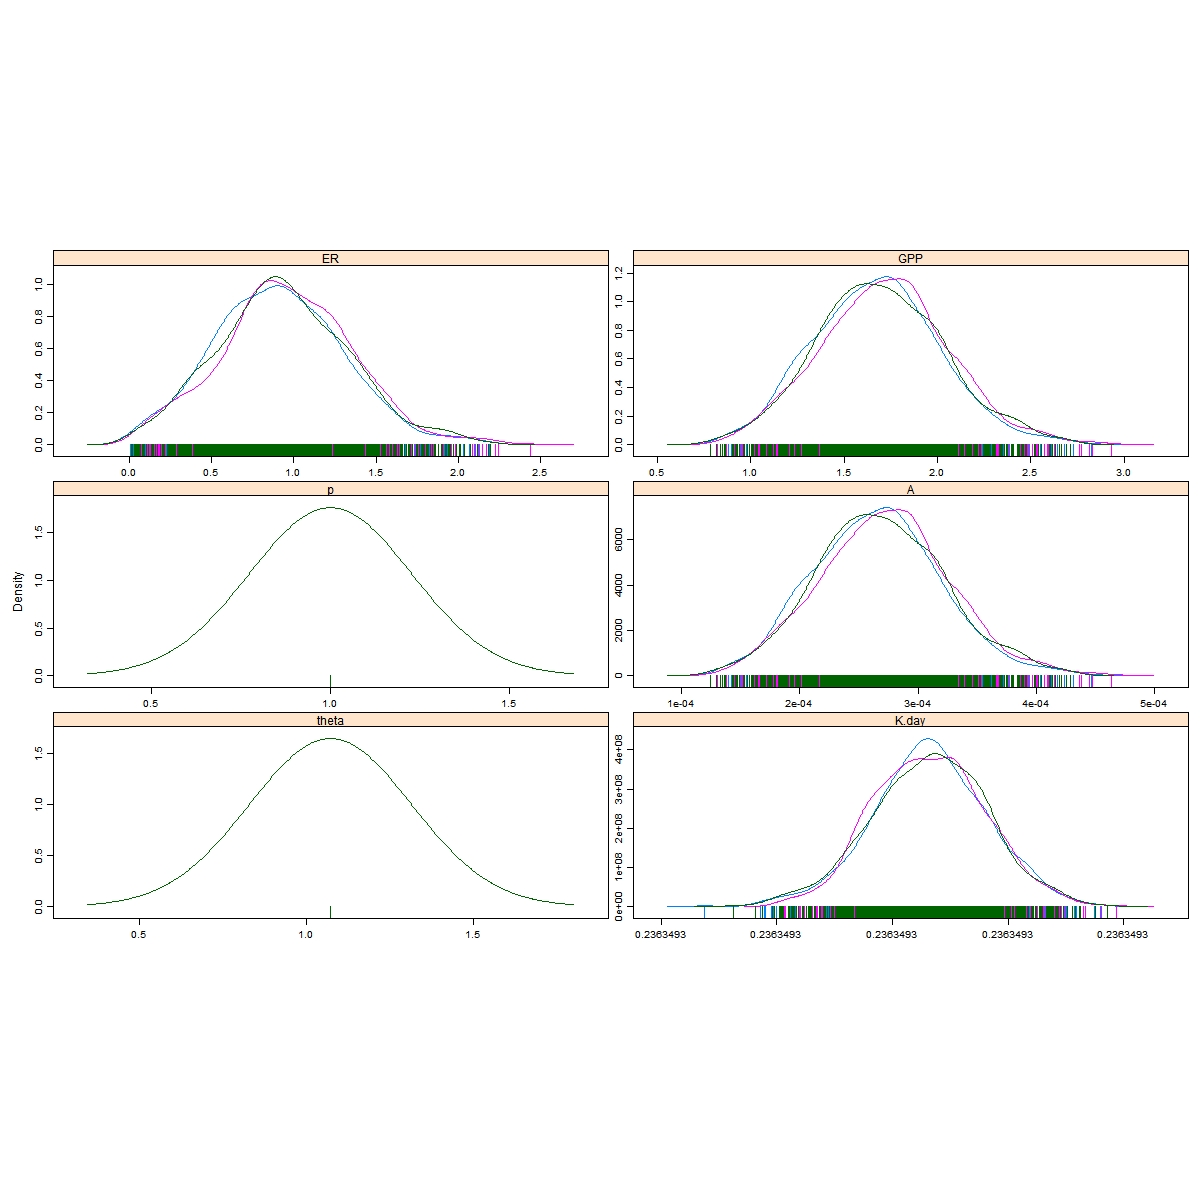 ER
GPP
0.0 0.2 0.4 0.6 0.8 1.0
0.0 0.2 0.4 0.6 0.8 1.0 1.2
0.0 0.5 1.0 1.5 2.0 2.5
0.5 1.0 1.5 2.0 2.5 3.0
p
A
Density
0.0 0.5 1.0 1.5
0 2000 4000 6000
0.5 1.0 1.5
1e-04 2e-04 3e-04 4e-04 5e-04
theta
K.day
0.0 0.5 1.0 1.5
0e+00 1e+08 2e+08 3e+08 4e+08
0.5 1.0 1.5
0.2363493 0.2363493 0.2363493 0.2363493 0.2363493